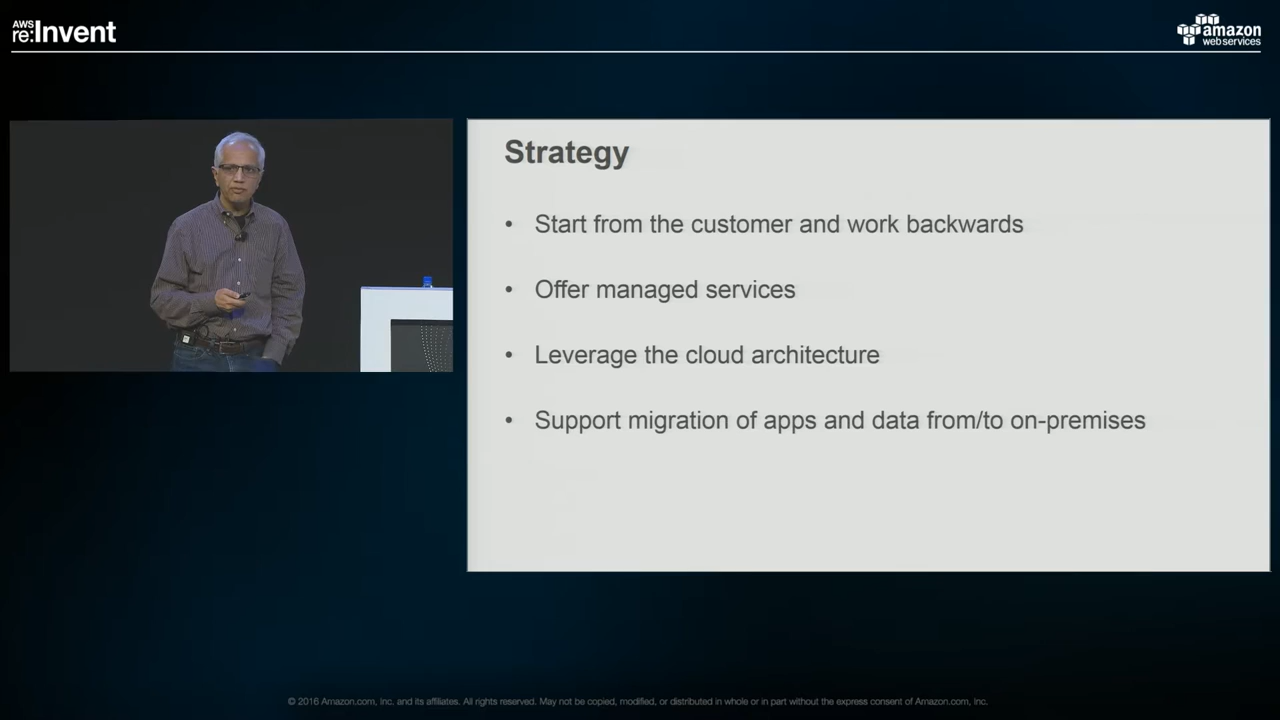 AWS
re:Invent
amazon
webservices
Strategy
• Start from the customer and work backwards
• Offer managed services
• Leverage the cloud architecture
• Support migration of apps and data from/to on-premises
© 2016 Amazon.com, Inc. and its affiliates. All rights reserved. May not be copied, modified, or distributed in whole or in part without the express consent of Amazon.com, Inc.